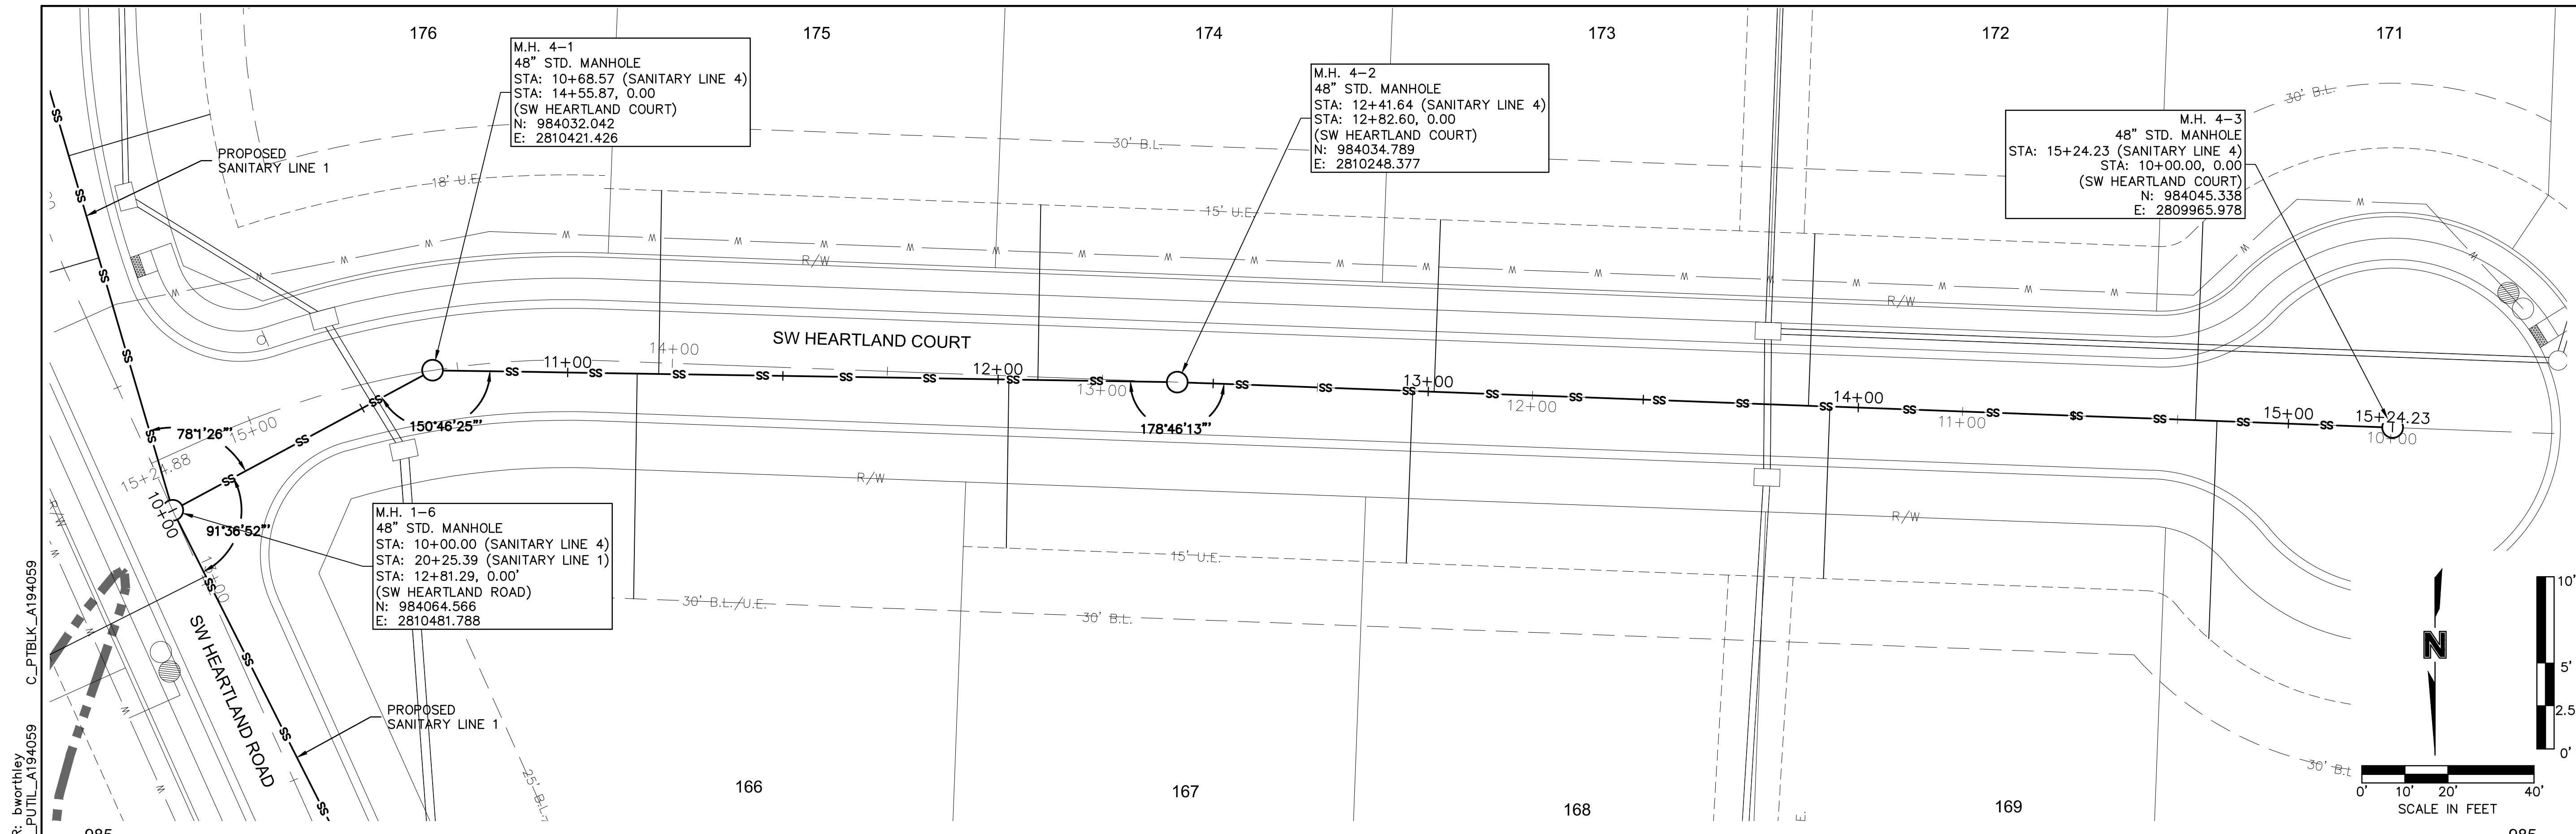 176
175
174
173
172
171
M.H. 4-1
48" STD. MANHOLE
STA: 10+68.57 (SANITARY LINE 4)
STA: 14+55.87, 0.00
(SW HEARTLAND COURT)
N: 984032.042
E: 2810421.426
M.H. 4-2
48" STD. MANHOLE
STA: 12+41.64 (SANITARY LINE 4)
STA: 12+82.60, 0.00
(SW HEARTLAND COURT)
N: 984034.789
E: 2810248.377
M.H. 4-3
48" STD. MANHOLE
STA: 15+24.23 (SANITARY LINE 4)
STA: 10+00.00, 0.00
(SW HEARTLAND COURT)
N: 984045.338
E: 2809965.978
PROPOSED
SANITARY LINE 1
18' U.E.
30' B.L.
30' B.L.
15' U.E.
R/W
R/W
SW HEARTLAND COURT
11+00
14+00
12+00
13+00
13+00
12+00
14+00
11+00
15+00
15+24.23
10+00
78°1'26"'
15+00
150°46'25"'
178°46'13"'
15+24.88
10+00
91°36'52"'
R/W
R/W
R/W
M.H. 1-6
48" STD. MANHOLE
STA: 10+00.00 (SANITARY LINE 4)
STA: 20+25.39 (SANITARY LINE 1)
STA: 12+81.29, 0.00'
(SW HEARTLAND ROAD)
N: 984064.566
E: 2810481.788
13+00
15' U.E.
30' B.L./U.E.
30' B.L.
SW HEARTLAND ROAD
PROPOSED
SANITARY LINE 1
25' B.L.
166
167
168
169
30' B.L
N
10'
5'
2.5
0'
0' 10' 20' 40'
SCALE IN FEET
R: bworthley
C_PTBLK_A194059
_PUTIL_A194059